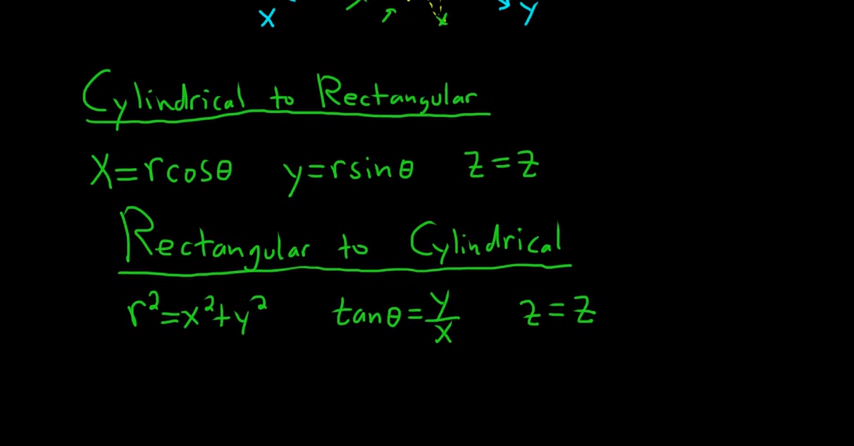 x y
Cylindrical to Rectangular
x=rcosθ y=rsinθ z=z
Rectangular to Cylindrical
r²=x²+y² tanθ=y/x z=z